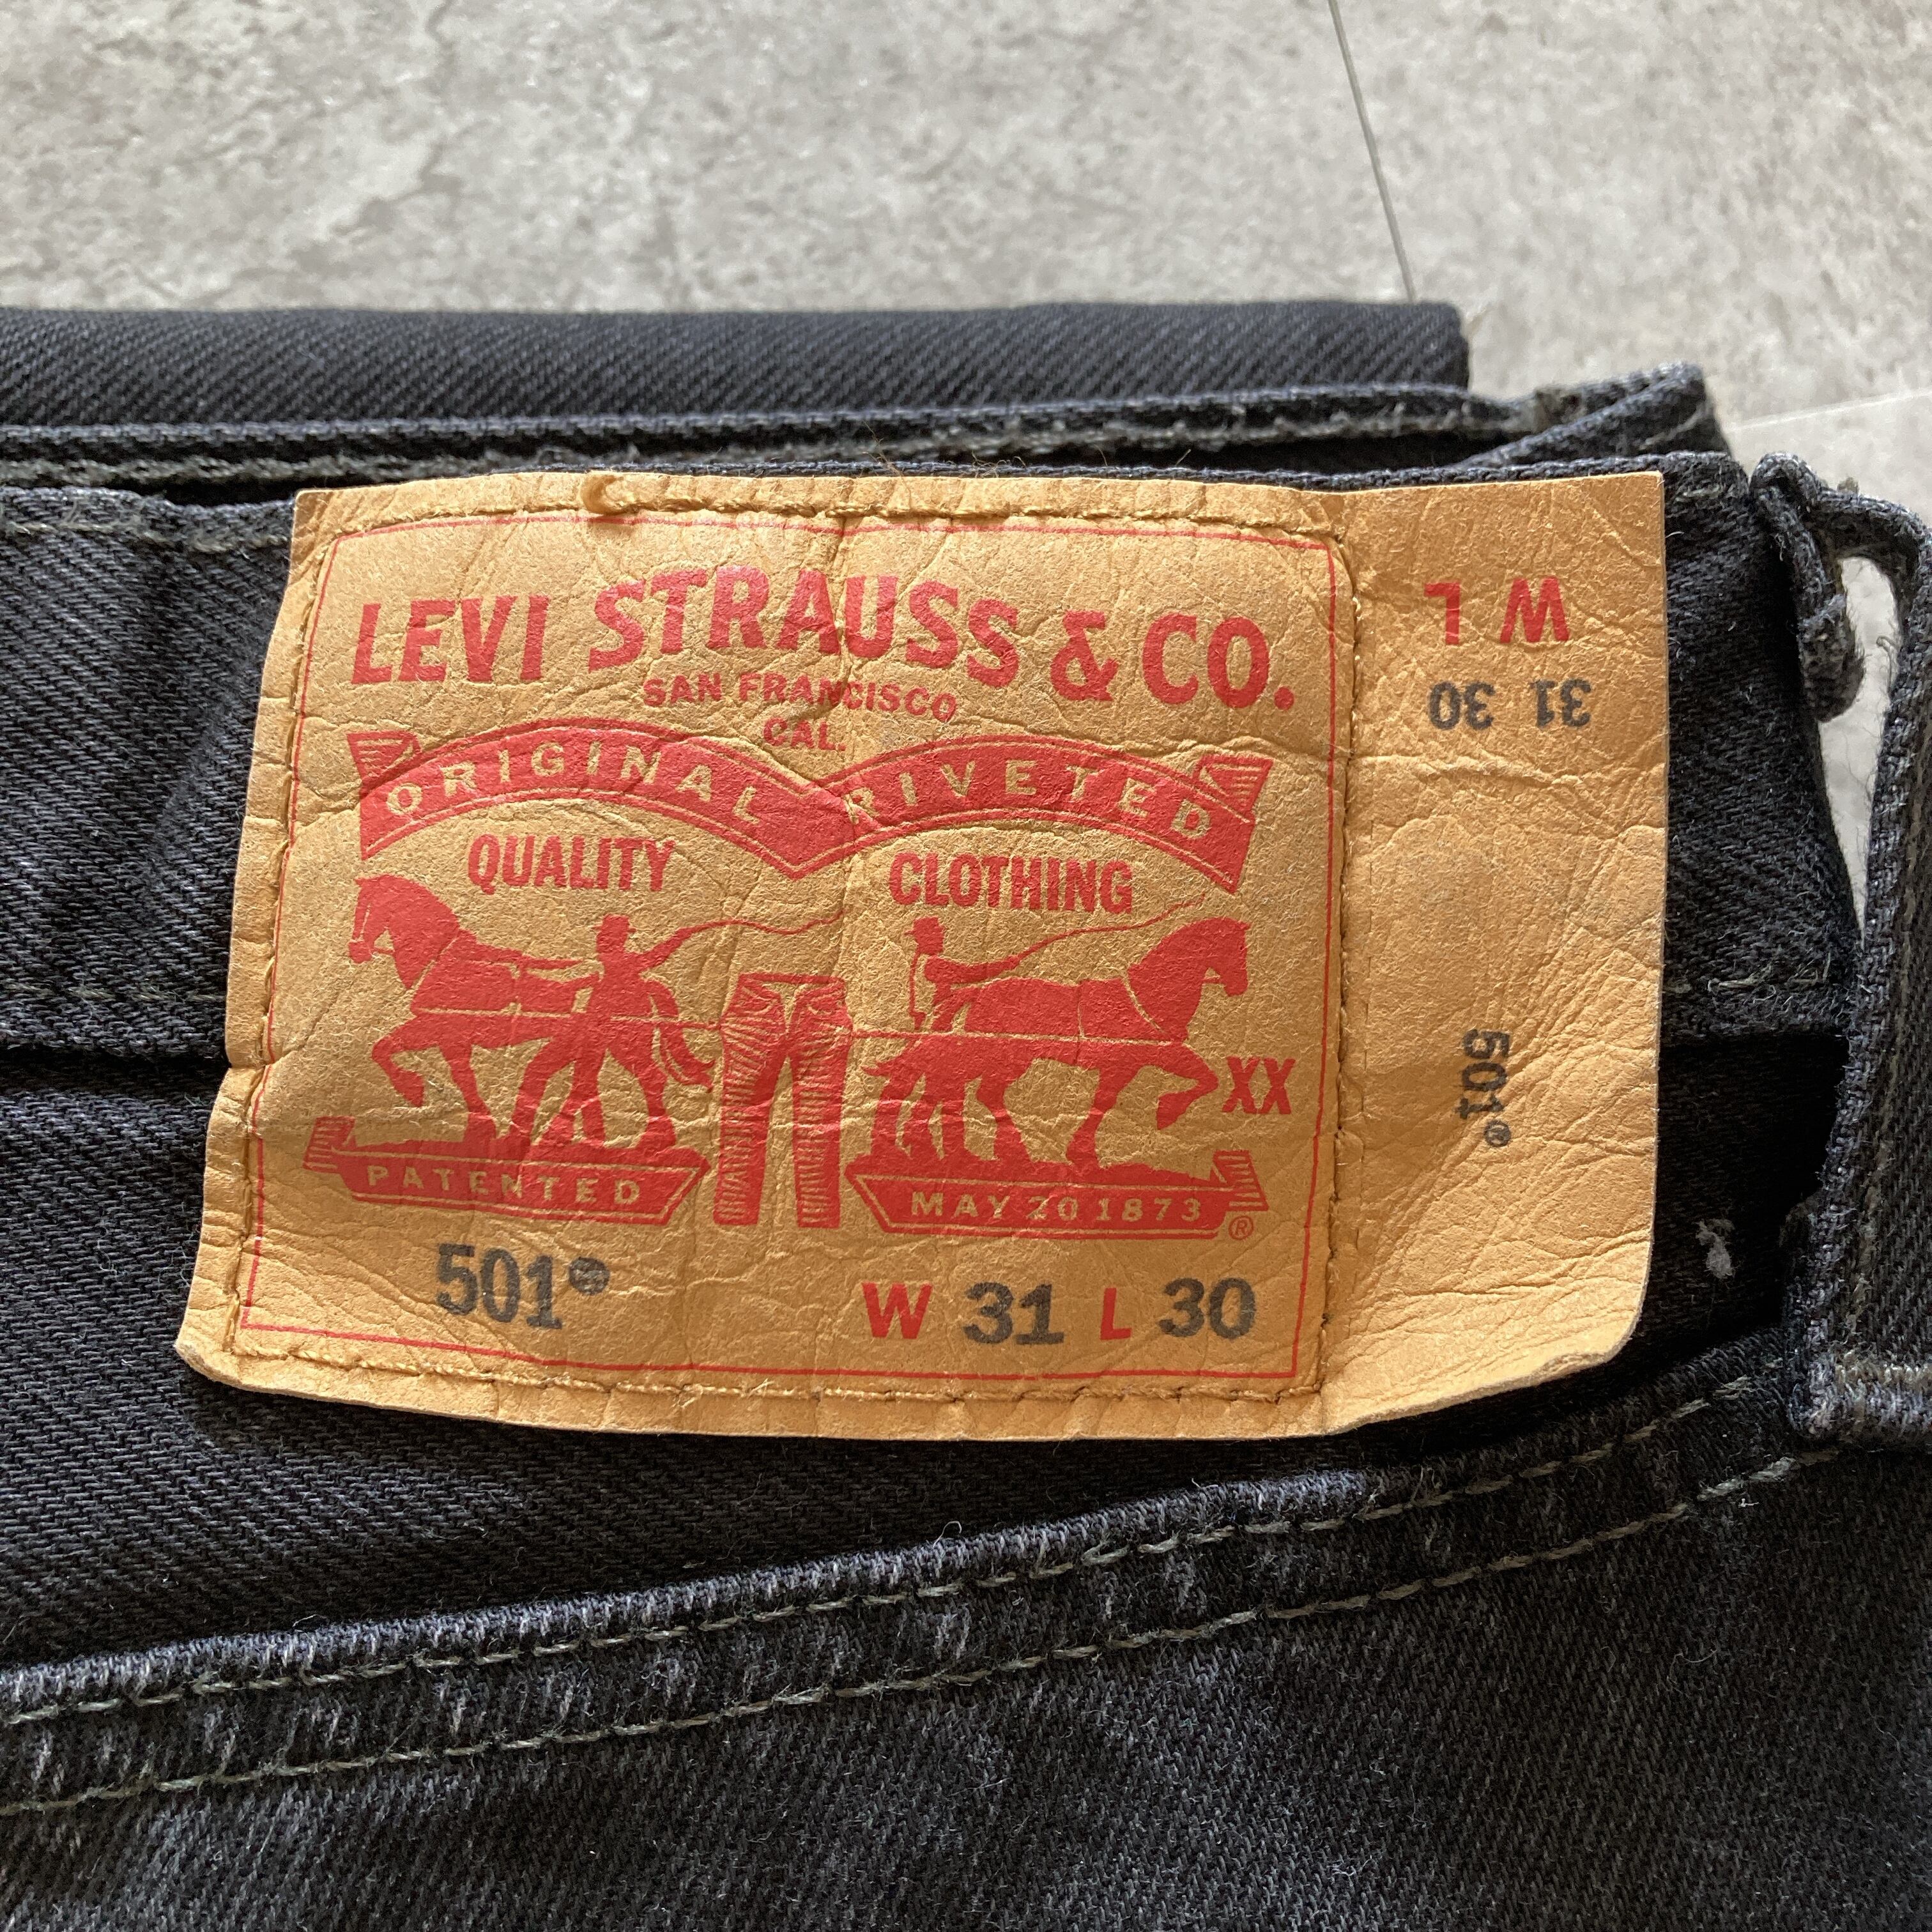 LEVI STRAUSS & CO.
SAN FRANCISCO
CAL.
ORIGINAL RIVETED
QUALITY CLOTHING
XX
PATENTED MAY 20 1873 ®
501® W 31 L 30
W L
31 30
501®